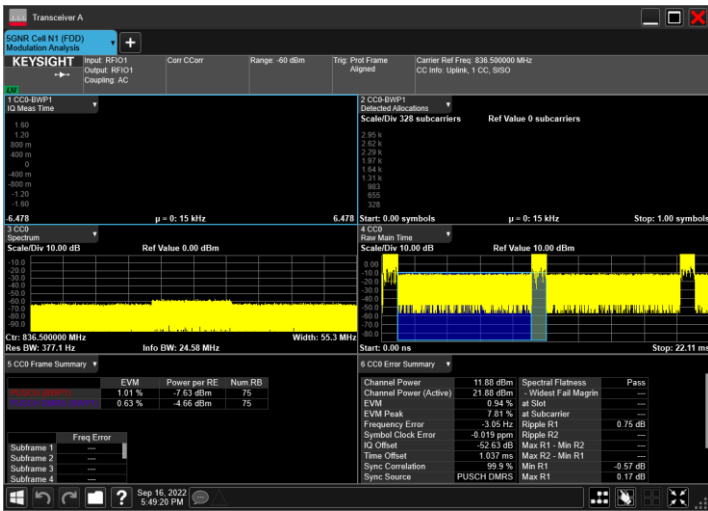 Transceiver A
5GNR Cell N1 (FDD)
Modulation Analysis
KEYSIGHT
Input: RFIO1
Output: RFIO1
Coupling: AC
Corr CCorr
Range: -60 dBm
Trig: Prot Frame
Aligned
Carrier Ref Freq: 836.500000 MHz
CC Info: Uplink, 1 CC, SISO
1 CC0-BWP1
IQ Meas Time
1.60
1.20
800 m
400 m
0
-400 m
-800 m
-1.20
-1.60
-6.478 µ = 0: 15 kHz 6.478
2 CC0-BWP1
Detected Allocations
Scale/Div 328 subcarriers Ref Value 0 subcarriers
2.95 k
2.62 k
2.29 k
1.97 k
1.64 k
1.31 k
983
655
328
Start: 0.00 symbols µ = 0: 15 kHz Stop: 1.00 symbols
3 CC0
Spectrum
Scale/Div 10.00 dB Ref Value 0.00 dBm
-10.0
-20.0
-30.0
-40.0
-50.0
-60.0
-70.0
-80.0
-90.0
Ctr: 836.500000 MHz Width: 55.3 MHz
Res BW: 377.1 Hz Info BW: 24.58 MHz
4 CC0
Raw Main Time
Scale/Div 10.00 dB Ref Value 10.00 dBm
0.00
-10.0
-20.0
-30.0
-40.0
-50.0
-60.0
-70.0
-80.0
Start: 0.00 ns Stop: 22.11 ms
5 CC0 Frame Summary
EVM Power per RE Num.RB
1.01 % -7.63 dBm 75
0.63 % -4.66 dBm 75
Freq Error
Subframe 1 ---
Subframe 2 ---
Subframe 3 ---
Subframe 4 ---
6 CC0 Error Summary
Channel Power 11.88 dBm Spectral Flatness Pass
Channel Power (Active) 21.88 dBm - Widest Fail Magrin ---
EVM 0.94 % at Slot ---
EVM Peak 7.81 % at Subcarrier ---
Frequency Error -3.05 Hz Ripple R1 0.75 dB
Symbol Clock Error -0.019 ppm Ripple R2 ---
IQ Offset -52.63 dB Max R1 - Min R2 ---
Time Offset 1.037 ms Max R2 - Min R1 ---
Sync Correlation 99.9 % Min R1 -0.57 dB
Sync Source PUSCH DMRS Max R1 0.17 dB
Sep 16, 2022
5:49:20 PM